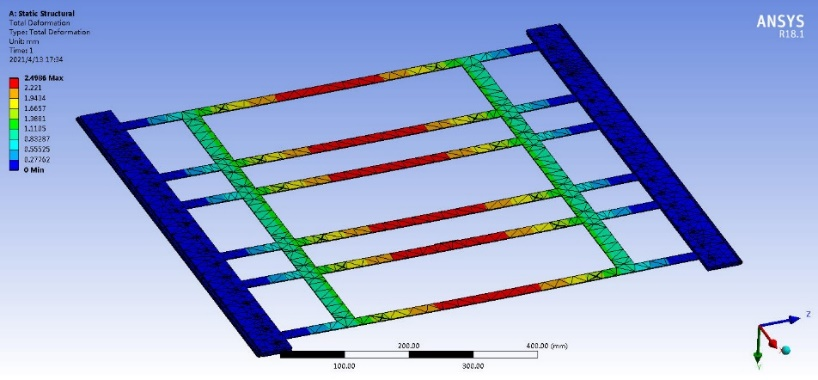 A: Static Structural
Total Deformation
Type: Total Deformation
Unit: mm
Time: 1
2021/4/13 17:34
2.4986 Max
2.221
1.9434
1.6657
1.3881
1.1105
0.83287
0.55525
0.27762
0 Min
ANSYS
R18.1
200.00
400.00 (mm)
100.00
300.00
Z
Y